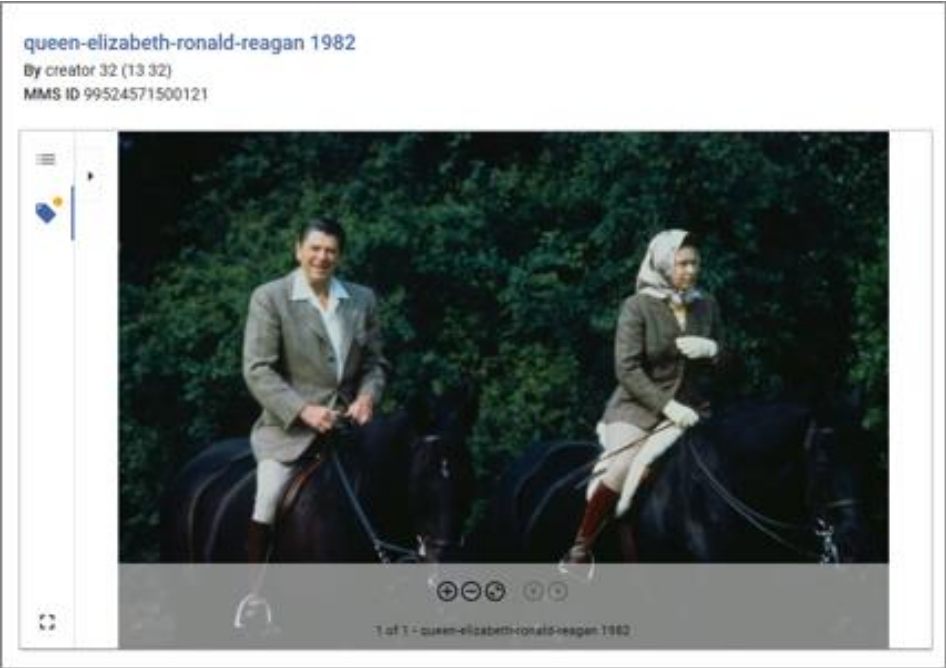 queen-elizabeth-ronald-reagan 1982
By creator 32 (13 32)
MMS ID 99524571500121
1 of 1 - queen-elizabeth-ronald-reagan 1982